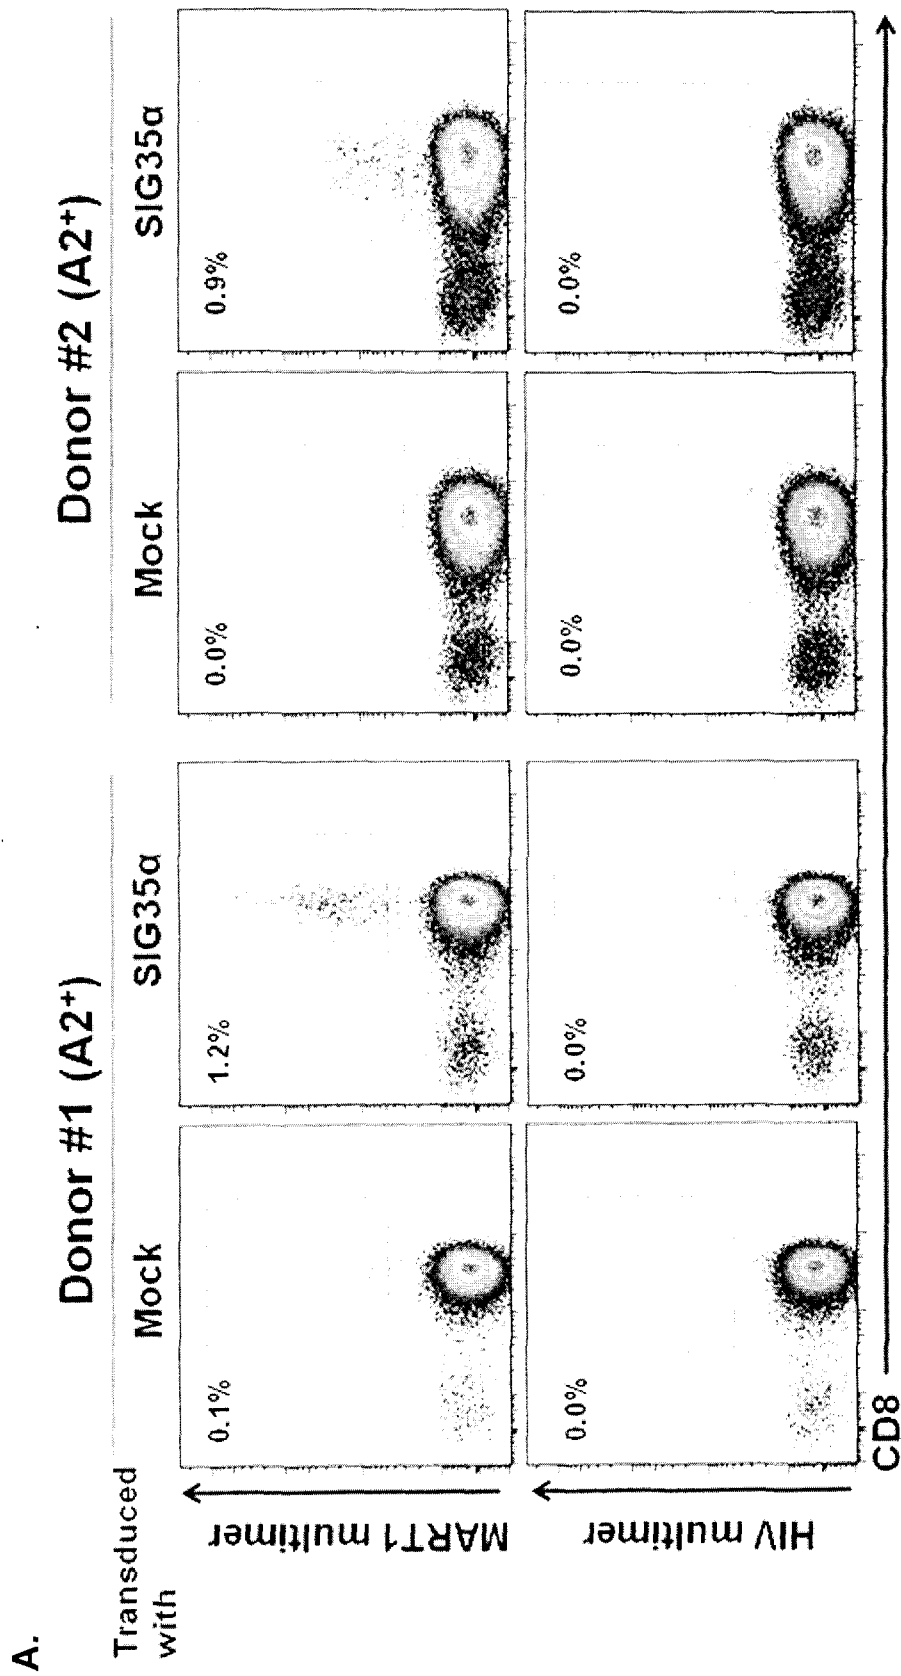 A.
Donor #1 (A2⁺)
Donor #2 (A2⁺)
Transduced
with
Mock
SIG35α
Mock
SIG35α
MART1 multimer
0.1%
1.2%
0.0%
0.9%
HIV multimer
0.0%
0.0%
0.0%
0.0%
CD8